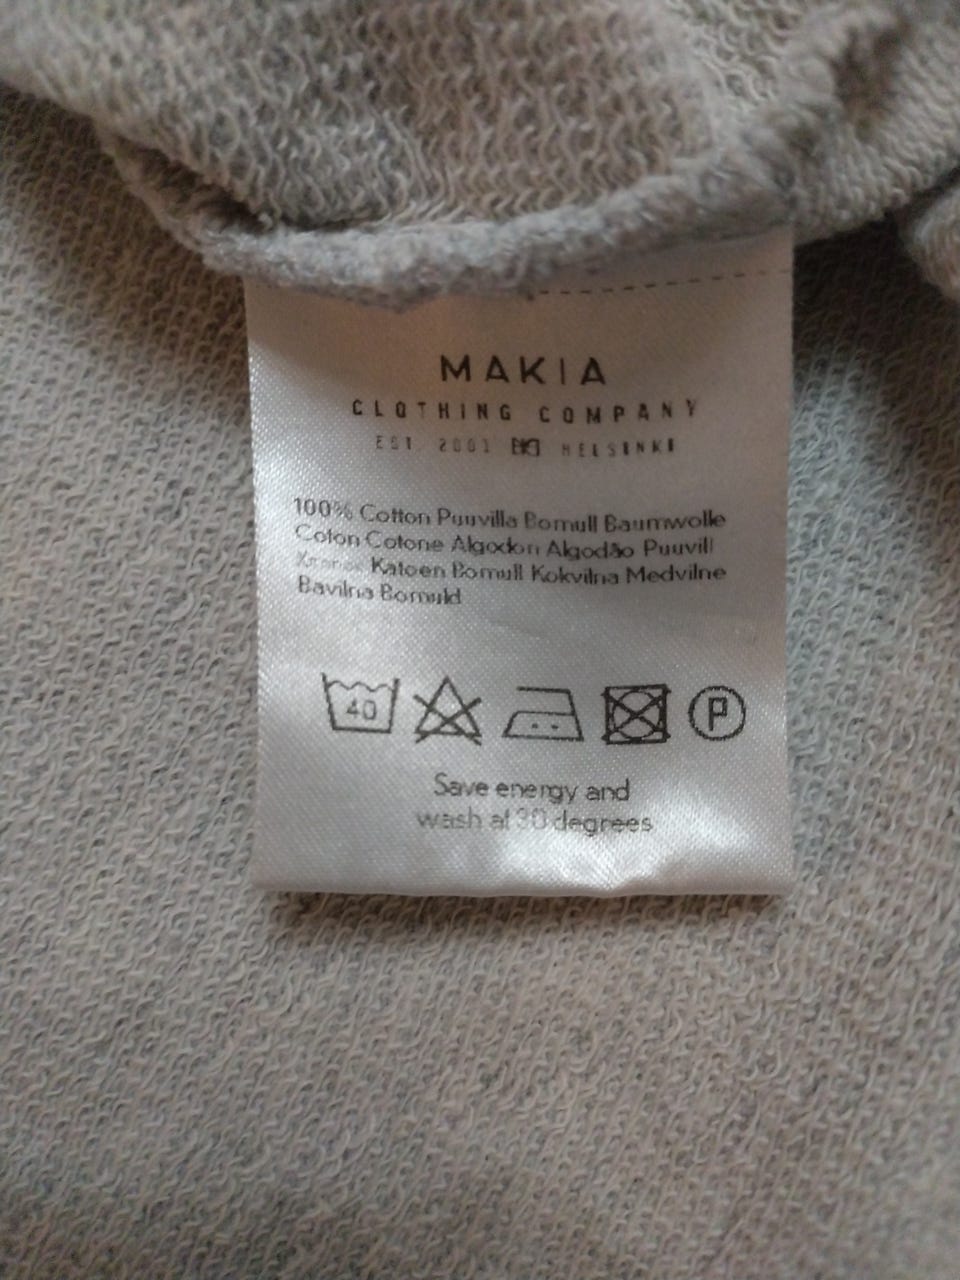 MAKIA
CLOTHING COMPANY
EST. 2001 HELSINKI
100% Cotton Puuvilla Bomull Baumwolle
Coton Cotone Algodon Algodão Puuvill
Katoen Bomull Kokvilna Medvilne
Bavilna Bomuld
40
P
Save energy and
wash at 30 degrees